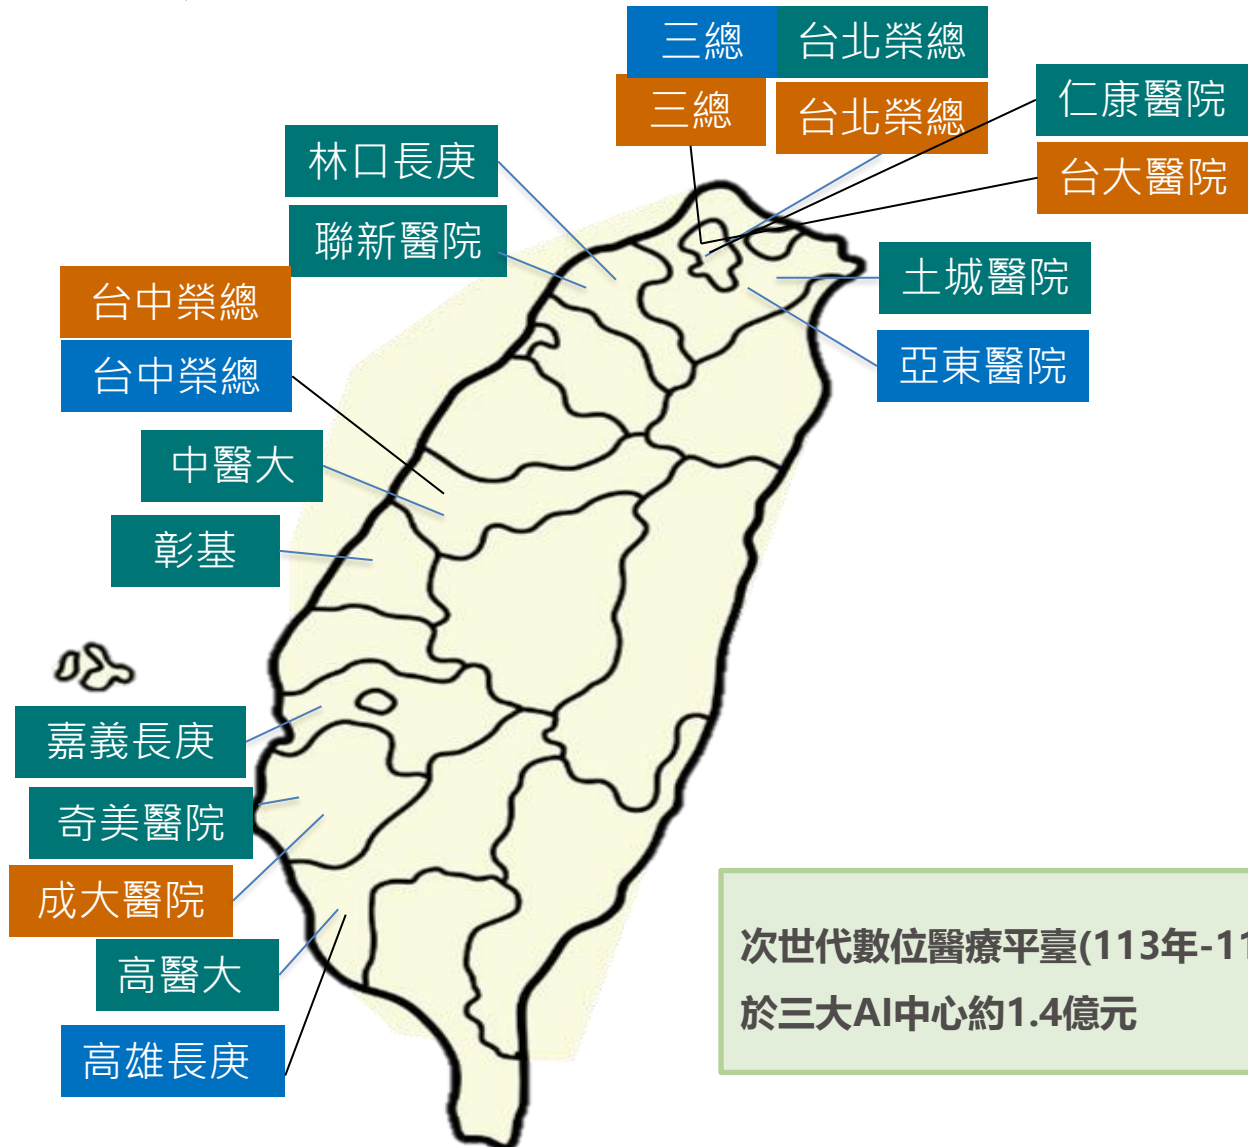 三總
台北榮總
三總
台北榮總
仁康醫院
台大醫院
林口長庚
聯新醫院
土城醫院
亞東醫院
台中榮總
台中榮總
中醫大
彰基
嘉義長庚
奇美醫院
成大醫院
高醫大
高雄長庚
次世代數位醫療平臺(113年-11
於三大AI中心約1.4億元